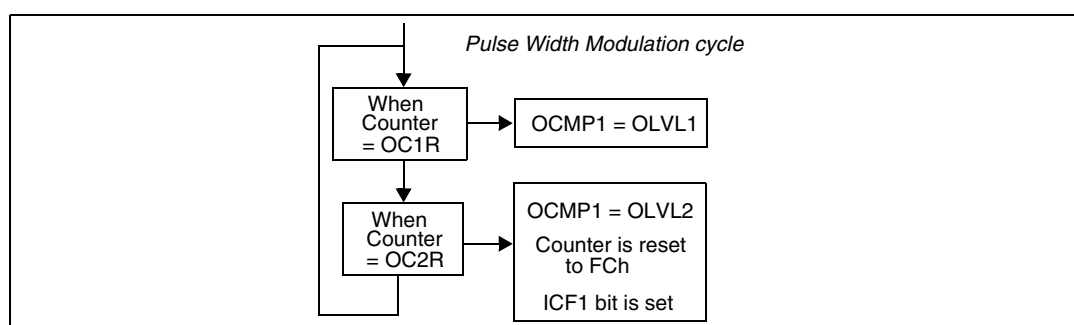 Pulse Width Modulation cycle
When
Counter
= OC1R
OCMP1 = OLVL1
When
Counter
= OC2R
OCMP1 = OLVL2
Counter is reset
to FCh
ICF1 bit is set